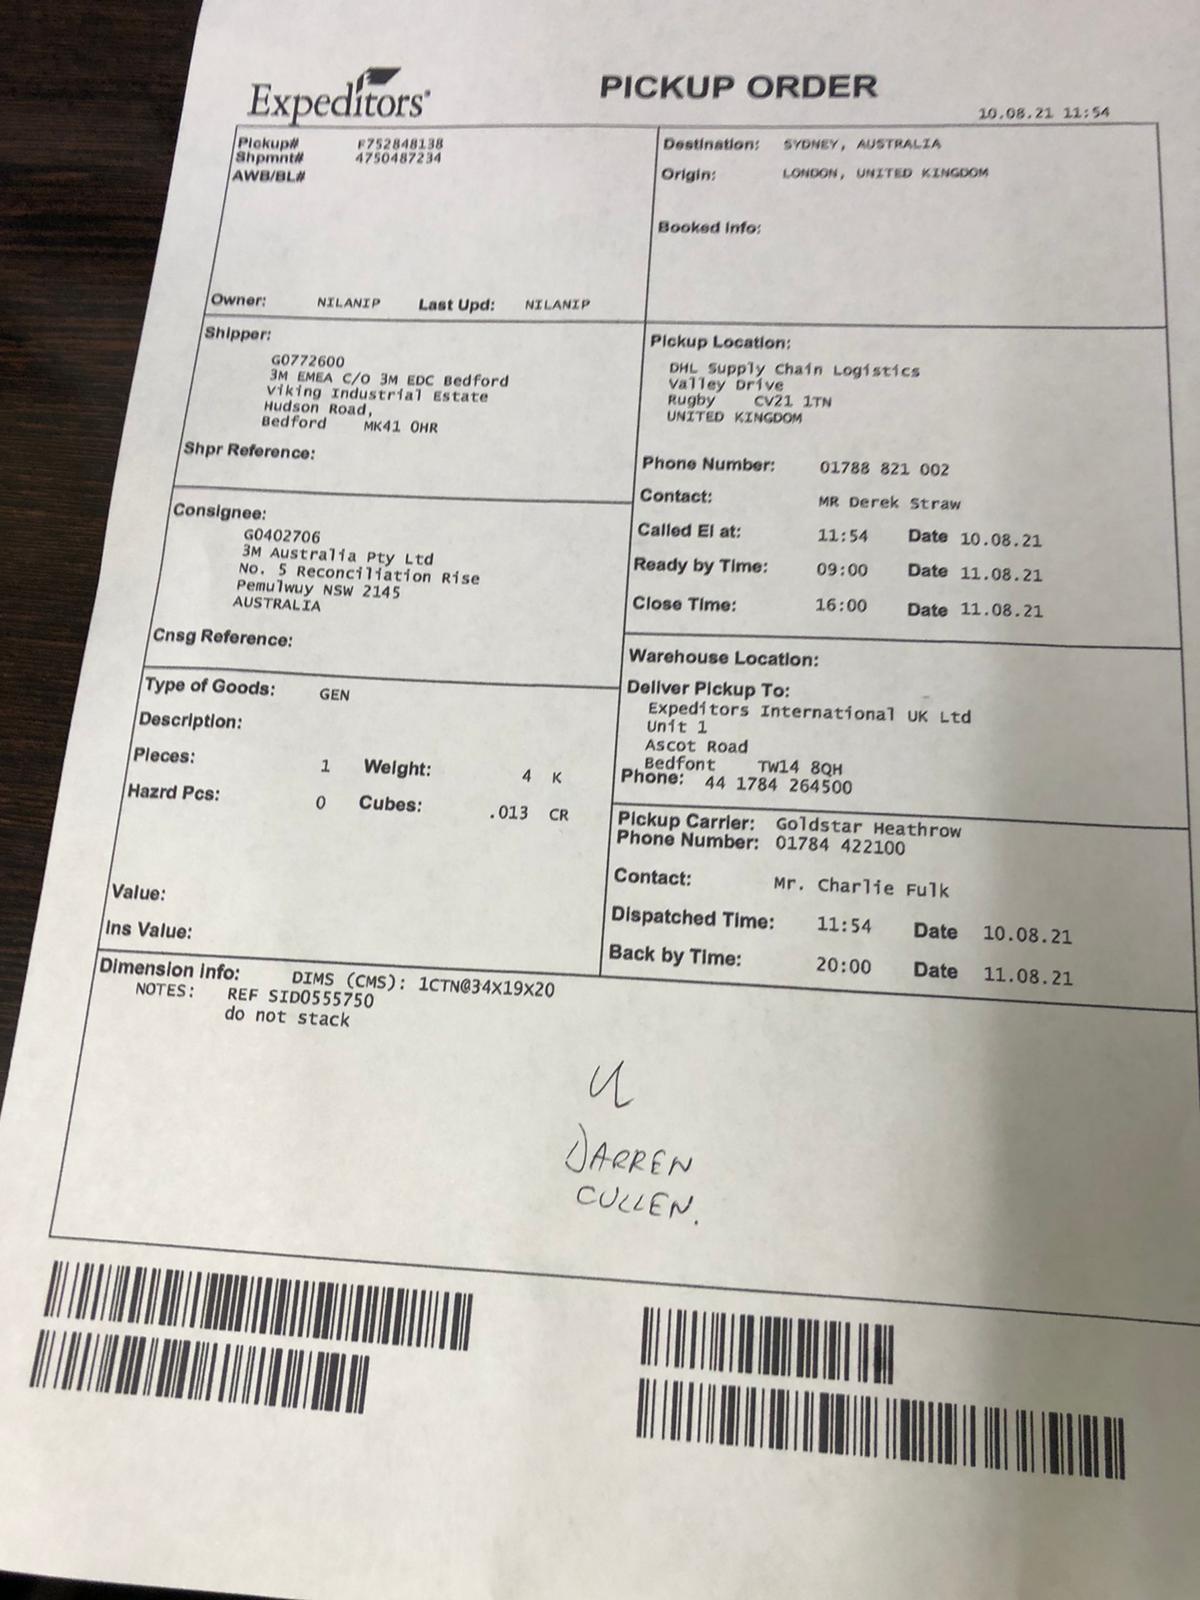 Expeditors
PICKUP ORDER
10.08.21 11:54
Pickup# F752848138
Shpmnt# 4750487234
AWB/BL#
Owner: NILANIP Last Upd: NILANIP
Destination: SYDNEY, AUSTRALIA
Origin: LONDON, UNITED KINGDOM
Booked Info:
Shipper:
G0772600
3M EMEA C/O 3M EDC Bedford
Viking Industrial Estate
Hudson Road,
Bedford MK41 0HR
Shpr Reference:
Consignee:
G0402706
3M Australia Pty Ltd
No. 5 Reconciliation Rise
Pemulwuy NSW 2145
AUSTRALIA
Cnsg Reference:
Type of Goods: GEN
Description:
Pieces: 1 Weight: 4 K
Hazrd Pcs: 0 Cubes: .013 CR
Value:
Ins Value:
Pickup Location:
DHL Supply Chain Logistics
Valley Drive
Rugby CV21 1TN
UNITED KINGDOM
Phone Number: 01788 821 002
Contact: MR Derek Straw
Called EI at: 11:54 Date 10.08.21
Ready by Time: 09:00 Date 11.08.21
Close Time: 16:00 Date 11.08.21
Warehouse Location:
Deliver Pickup To:
Expeditors International UK Ltd
Unit 1
Ascot Road
Bedfont TW14 8QH
Phone: 44 1784 264500
Pickup Carrier: Goldstar Heathrow
Phone Number: 01784 422100
Contact: Mr. Charlie Fulk
Dispatched Time: 11:54 Date 10.08.21
Back by Time: 20:00 Date 11.08.21
Dimension info: DIMS (CMS): 1CTN@34X19X20
NOTES: REF SID0555750
do not stack
DARREN
CULLEN.